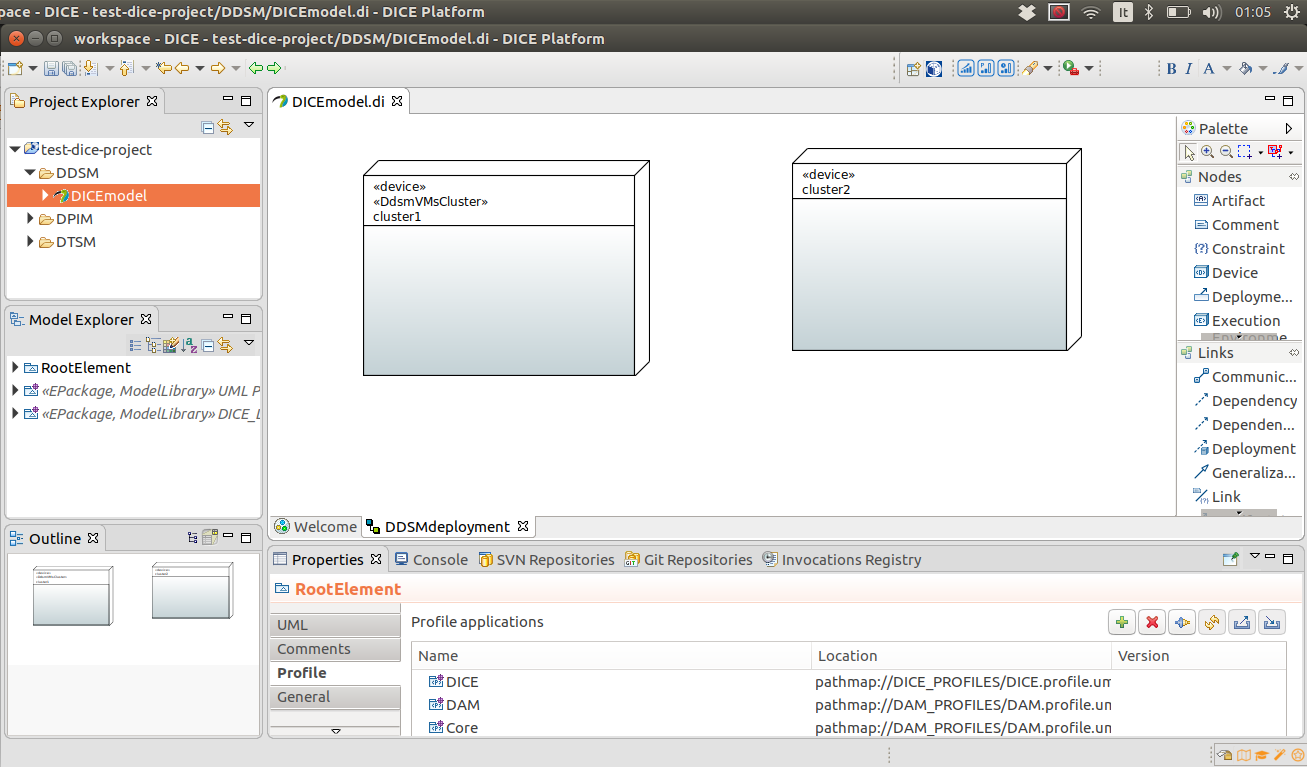 pace - DICE - test-dice-project/DDSM/DICEmodel.di - DICE Platform
It
01:05
workspace - DICE - test-dice-project/DDSM/DICEmodel.di - DICE Platform
B I A
Project Explorer
test-dice-project
DDSM
DICEmodel
DPIM
DTSM
Model Explorer
RootElement
«EPackage, ModelLibrary» UML P
«EPackage, ModelLibrary» DICE_
Outline
DICEmodel.di
«device»
«DdsmVMsCluster»
cluster1
«device»
cluster2
Palette
Nodes
Artifact
Comment
Constraint
Device
Deployme...
Execution
Links
Communic...
Dependency
Dependen...
Deployment
Generaliza...
Link
Welcome
DDSMdeployment
Properties
Console
SVN Repositories
Git Repositories
Invocations Registry
RootElement
UML
Comments
Profile
General
Profile applications
Name
Location
Version
DICE
pathmap://DICE_PROFILES/DICE.profile.um
DAM
pathmap://DAM_PROFILES/DAM.profile.um
Core
pathmap://DAM_PROFILES/DAM.profile.um